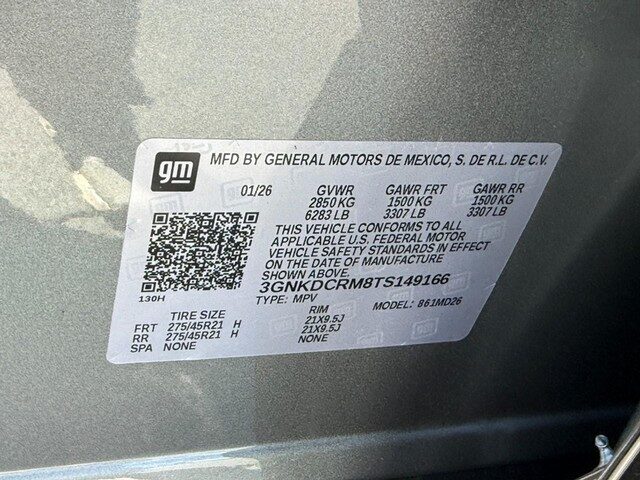 gm MFD BY GENERAL MOTORS DE MEXICO, S. DE R.L. DE C.V.
01/26 GVWR GAWR FRT GAWR RR
2850 KG 1500 KG 1500 KG
6283 LB 3307 LB 3307 LB
THIS VEHICLE CONFORMS TO ALL
APPLICABLE U.S. FEDERAL MOTOR
VEHICLE SAFETY STANDARDS IN EFFECT
ON THE DATE OF MANUFACTURE
SHOWN ABOVE.
3GNKDCRM8TS149166
130H TYPE: MPV MODEL: 861MD26
TIRE SIZE RIM
FRT 275/45R21 H 21X9.5J
RR 275/45R21 H 21X9.5J
SPA NONE NONE